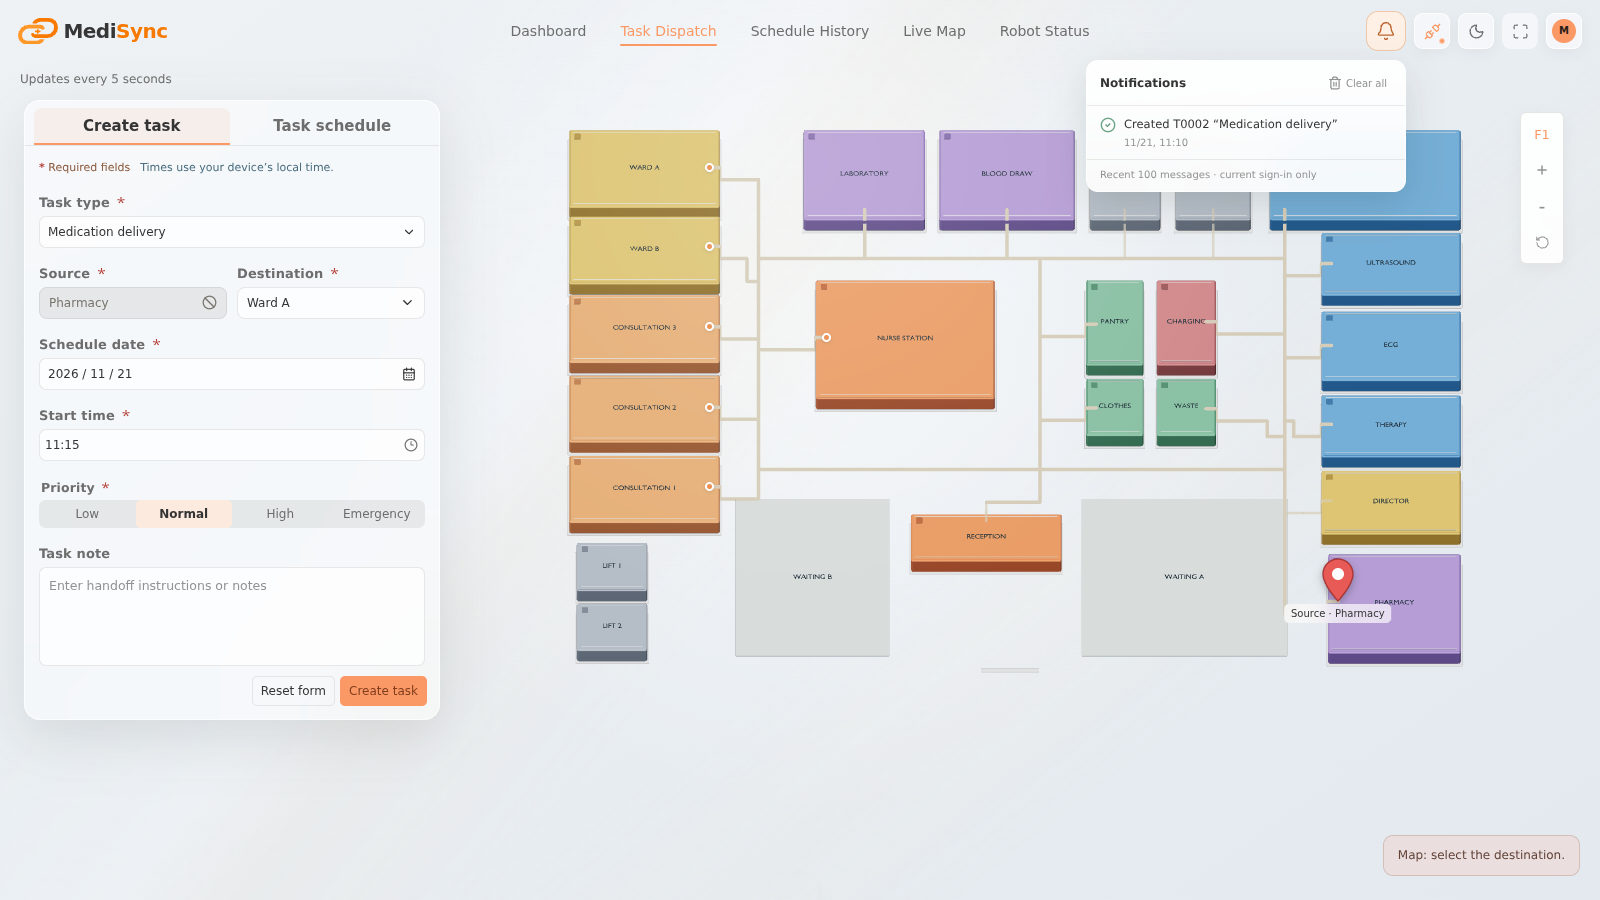 MediSync
Dashboard
Task Dispatch
Schedule History
Live Map
Robot Status
M
Updates every 5 seconds
Create task
Task schedule
* Required fields Times use your device’s local time.
Task type *
Medication delivery
Source *
Destination *
Pharmacy
Ward A
Schedule date *
2026 / 11 / 21
Start time *
11:15
Priority *
Low
Normal
High
Emergency
Task note
Enter handoff instructions or notes
Reset form
Create task
Notifications
Clear all
Created T0002 “Medication delivery”
11/21, 11:10
Recent 100 messages · current sign-in only
F1
+
-
WARD A
LABORATORY
BLOOD DRAW
WARD B
ULTRASOUND
CONSULTATION 3
NURSE STATION
PANTRY
CHARGING
ECG
CONSULTATION 2
CLOTHES
WASTE
THERAPY
CONSULTATION 1
DIRECTOR
RECEPTION
LIFT 1
WAITING B
WAITING A
PHARMACY
Source · Pharmacy
LIFT 2
Map: select the destination.